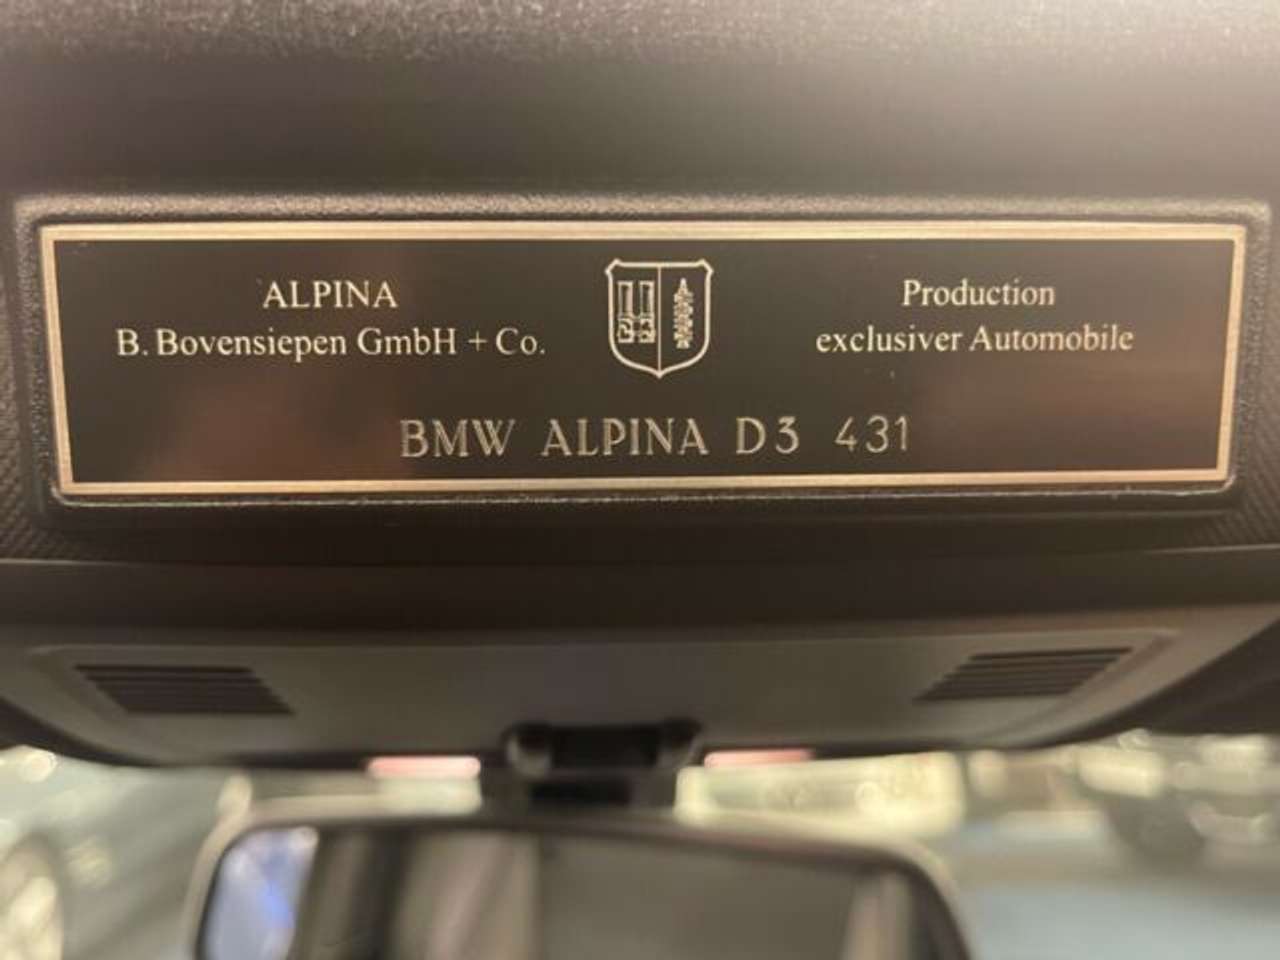 ALPINA
B. Bovensiepen GmbH + Co.
Production
exclusiver Automobile
BMW ALPINA D3 431